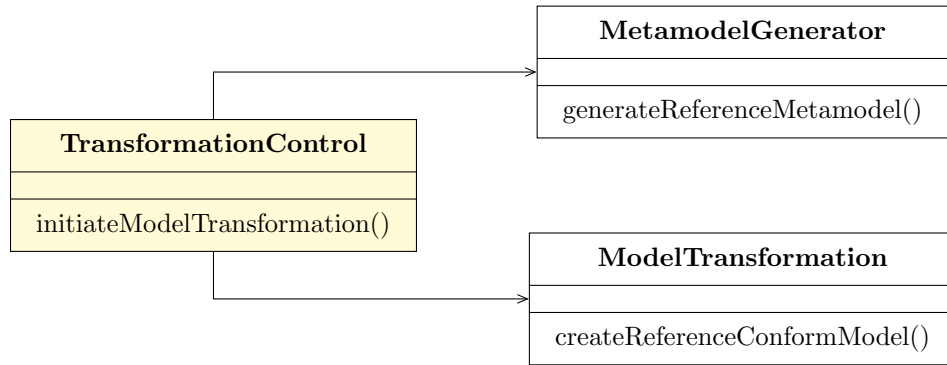 MetamodelGenerator
generateReferenceMetamodel()
TransformationControl
initiateModelTransformation()
ModelTransformation
createReferenceConformModel()